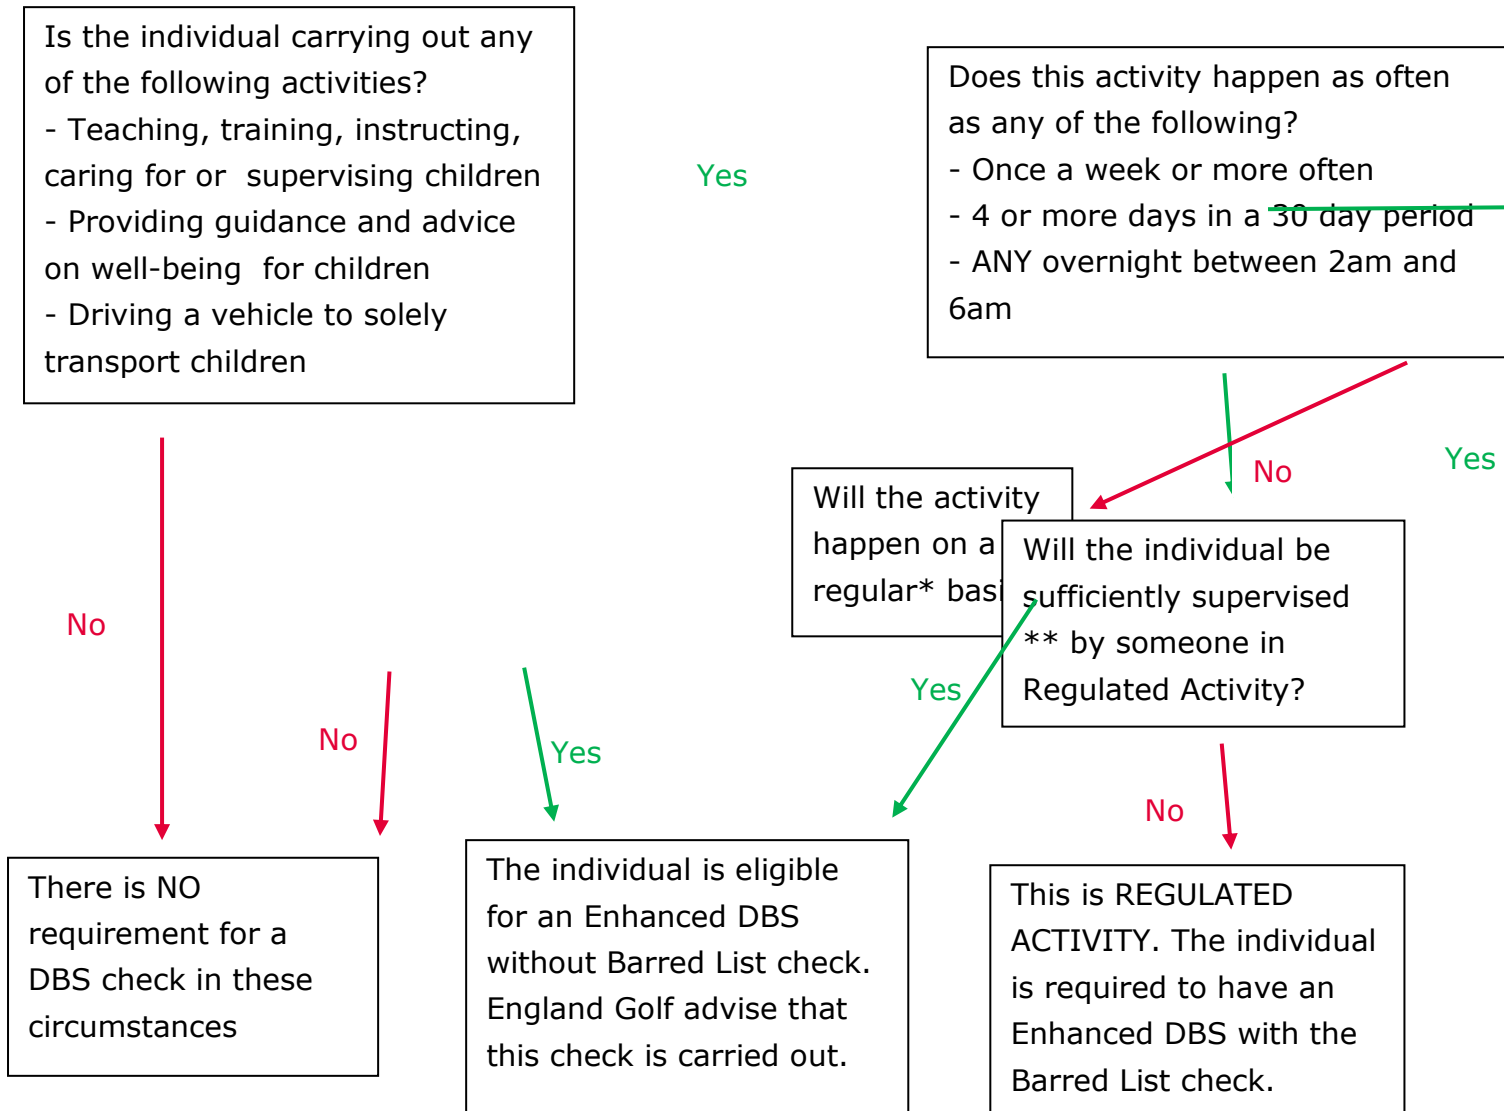 Is the individual carrying out any
of the following activities?
- Teaching, training, instructing,
caring for or supervising children
- Providing guidance and advice
on well-being for children
- Driving a vehicle to solely
transport children
Yes
Does this activity happen as often
as any of the following?
- Once a week or more often
- 4 or more days in a 30 day period
- ANY overnight between 2am and
6am
No
Yes
Will the activity
happen on a
regular* basi
Will the individual be
sufficiently supervised
** by someone in
Regulated Activity?
No
Yes
No
Yes
No
There is NO
requirement for a
DBS check in these
circumstances
The individual is eligible
for an Enhanced DBS
without Barred List check.
England Golf advise that
this check is carried out.
This is REGULATED
ACTIVITY. The individual
is required to have an
Enhanced DBS with the
Barred List check.